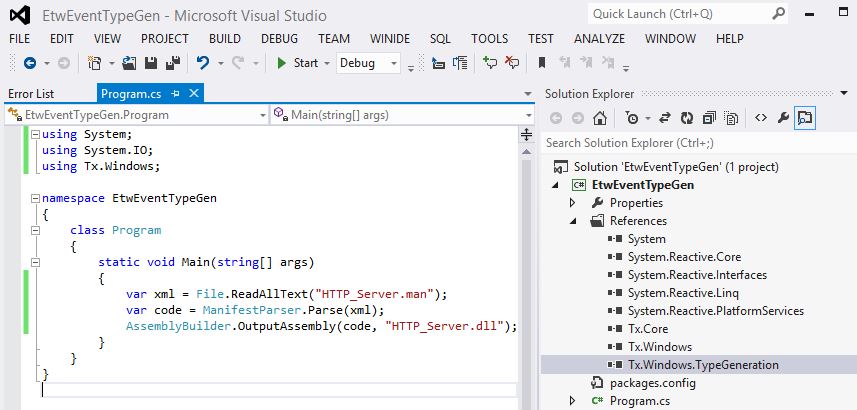 EtwEventTypeGen - Microsoft Visual Studio
Quick Launch (Ctrl+Q)
FILE EDIT VIEW PROJECT BUILD DEBUG TEAM WINIDE SQL TOOLS TEST ANALYZE WINDOW HELP
Start Debug
Error List Program.cs
EtwEventTypeGen.Program Main(string[] args)
using System;
using System.IO;
using Tx.Windows;
namespace EtwEventTypeGen
{
class Program
{
static void Main(string[] args)
{
var xml = File.ReadAllText("HTTP_Server.man");
var code = ManifestParser.Parse(xml);
AssemblyBuilder.OutputAssembly(code, "HTTP_Server.dll");
}
}
}
Solution Explorer
Search Solution Explorer (Ctrl+;)
Solution 'EtwEventTypeGen' (1 project)
C# EtwEventTypeGen
Properties
References
System
System.Reactive.Core
System.Reactive.Interfaces
System.Reactive.Linq
System.Reactive.PlatformServices
Tx.Core
Tx.Windows
Tx.Windows.TypeGeneration
packages.config
C# Program.cs